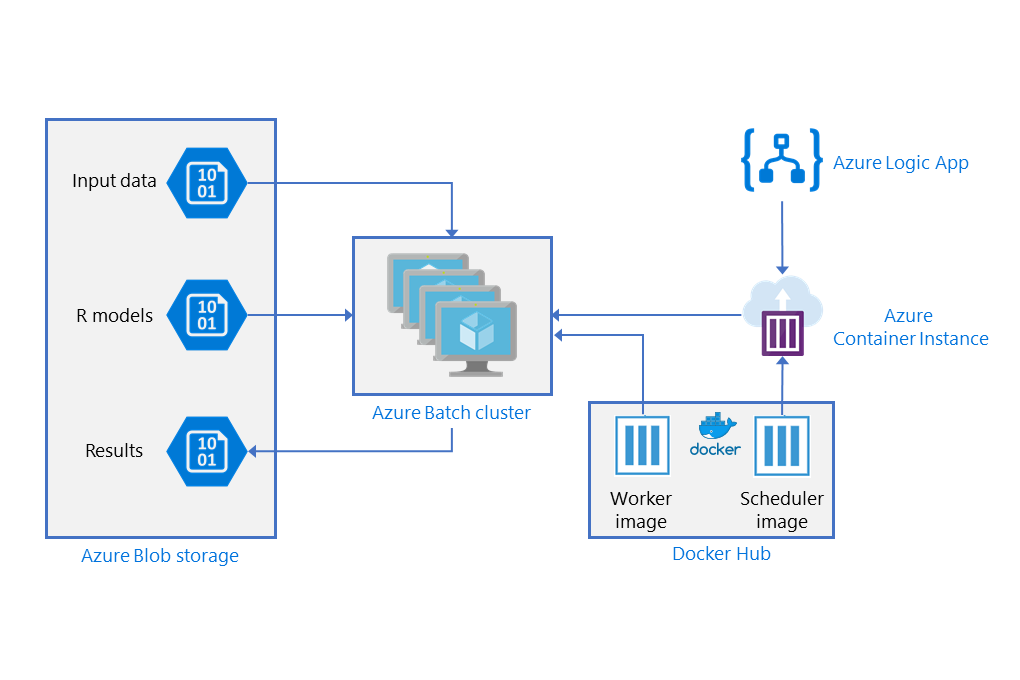 Input data
10
01
R models
10
01
Results
10
01
Azure Blob storage
Azure Batch cluster
Azure Logic App
Azure
Container Instance
docker
Worker
image
Scheduler
image
Docker Hub